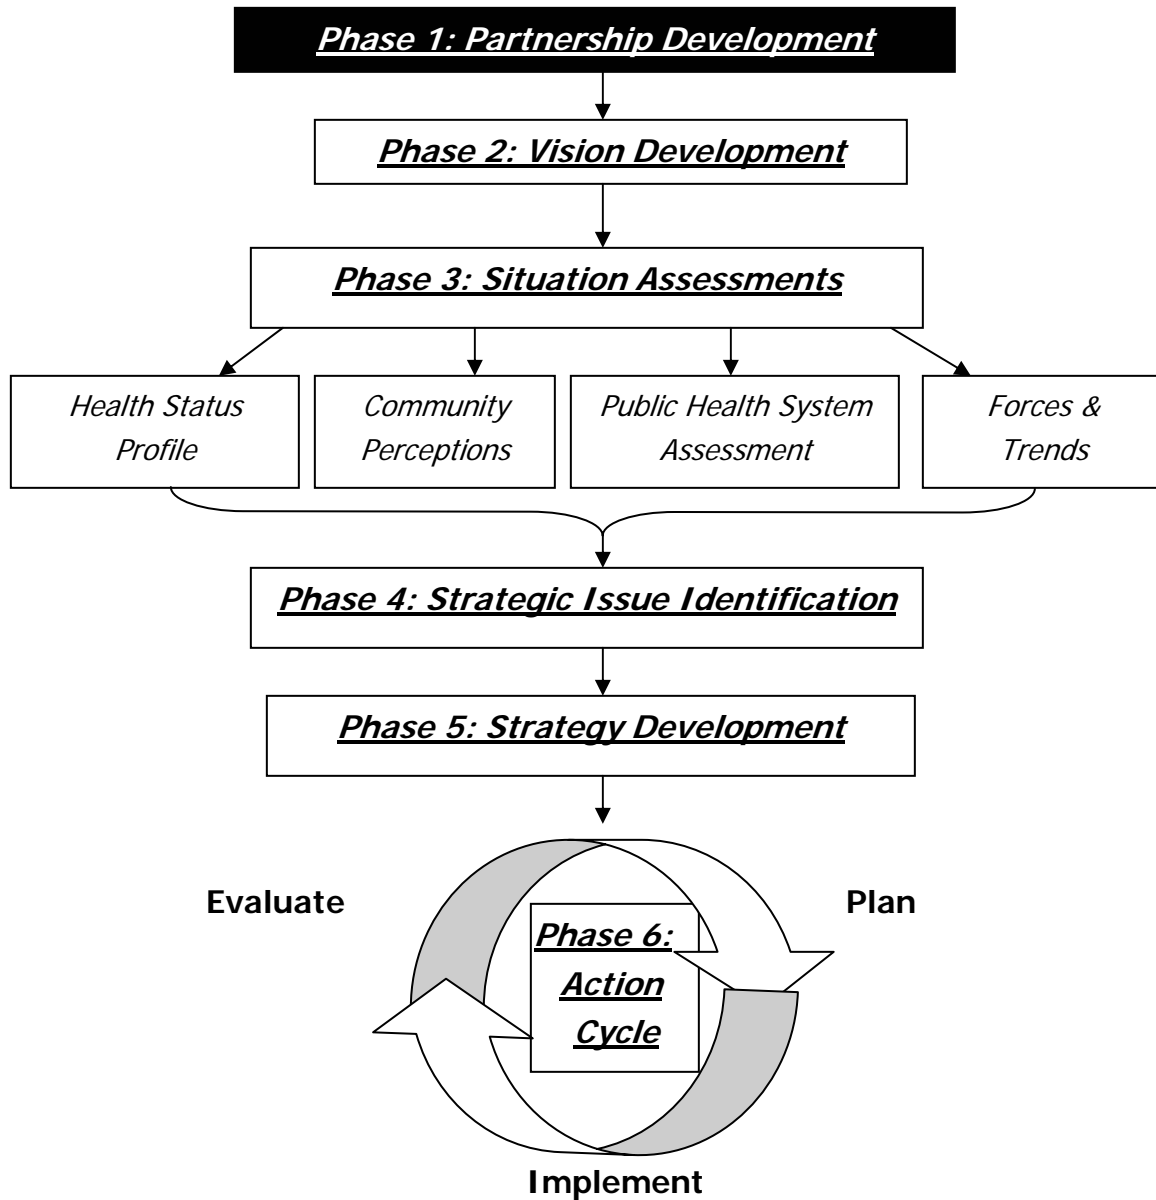 Phase 1: Partnership Development
Phase 2: Vision Development
Phase 3: Situation Assessments
Health Status
Profile
Community
Perceptions
Public Health System
Assessment
Forces &
Trends
Phase 4: Strategic Issue Identification
Phase 5: Strategy Development
Evaluate
Plan
Phase 6:
Action
Cycle
Implement